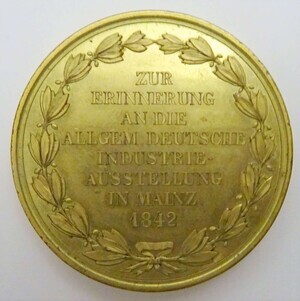 ZUR
ERINNERUNG
AN DIE
ALLGEM. DEUTSCHE
INDUSTRIE-
AUSSTELLUNG
IN MAINZ
1842